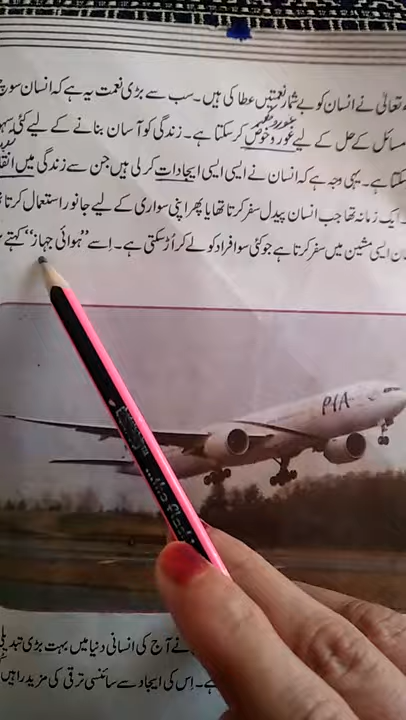 تعالیٰ نے انسان کو بے شمار نعمتیں عطا کی ہیں۔ سب سے بڑی نعمت یہ ہے کہ انسان سوچ
مسائل کے حل کے لیے غور و خوض کر سکتا ہے۔ زندگی کو آسان بنانے کے لیے کئی
سکتا ہے۔ یہی وجہ ہے کہ انسان نے ایسی ایسی ایجادات کر لی ہیں جن سے زندگی میں
ایک زمانہ تھا جب انسان پیدل سفر کرتا تھا یا پھر اپنی سواری کے لیے جانور استعمال کرتا
ایسی مشین میں سفر کرتا ہے جو کئی سو افراد کو لے کر اُڑ سکتی ہے۔ اِسے "ہوائی جہاز" کہتے
PIA
نے آج کی انسانی دنیا میں بہت بڑی تبدیلی
ہے۔ اِس کی ایجاد سے سائنسی ترقی کی مزید راہیں